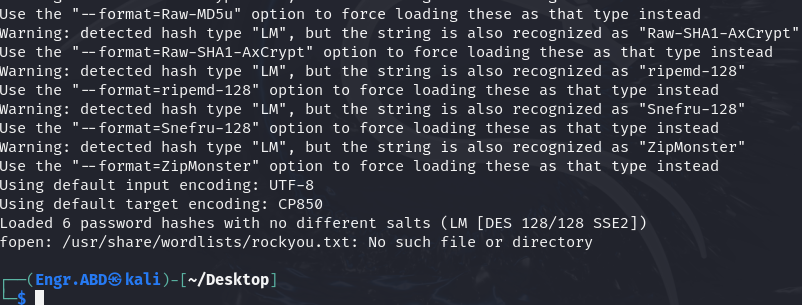 Use the "--format=Raw-MD5u" option to force loading these as that type instead
Warning: detected hash type "LM", but the string is also recognized as "Raw-SHA1-AxCrypt"
Use the "--format=Raw-SHA1-AxCrypt" option to force loading these as that type instead
Warning: detected hash type "LM", but the string is also recognized as "ripemd-128"
Use the "--format=ripemd-128" option to force loading these as that type instead
Warning: detected hash type "LM", but the string is also recognized as "Snefru-128"
Use the "--format=Snefru-128" option to force loading these as that type instead
Warning: detected hash type "LM", but the string is also recognized as "ZipMonster"
Use the "--format=ZipMonster" option to force loading these as that type instead
Using default input encoding: UTF-8
Using default target encoding: CP850
Loaded 6 password hashes with no different salts (LM [DES 128/128 SSE2])
fopen: /usr/share/wordlists/rockyou.txt: No such file or directory
┌──(Engr.ABD㉿kali)-[~/Desktop]
└─$